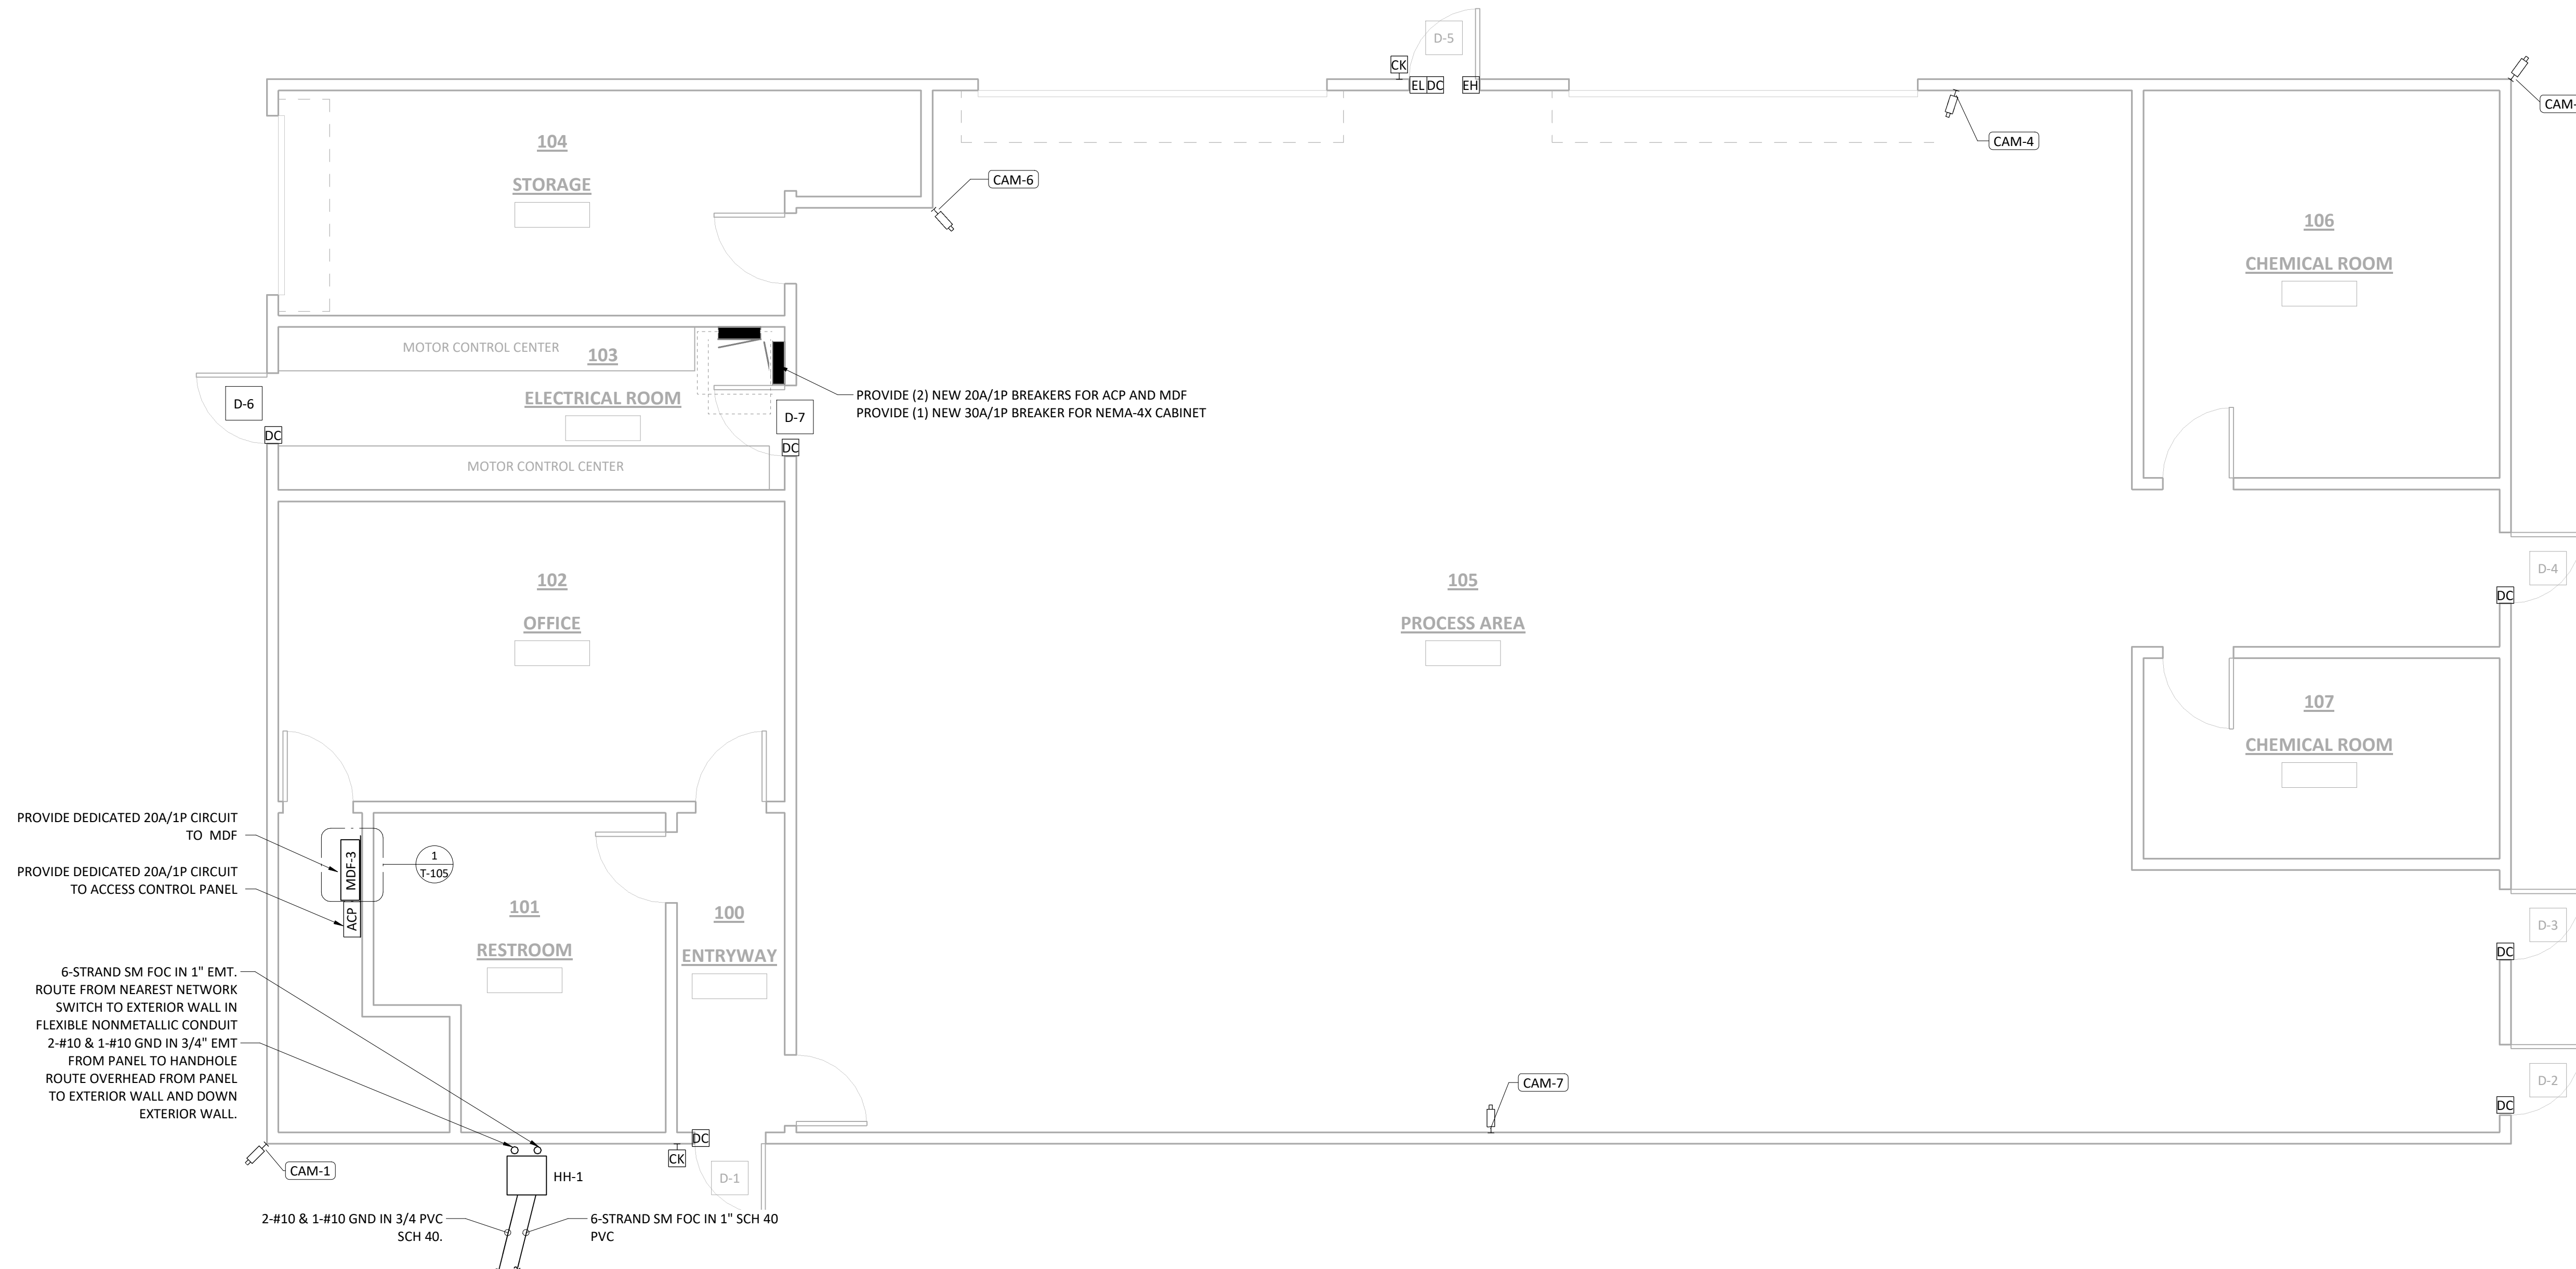 D-5
CK
EL
DC
EH
CAM-
104
STORAGE
CAM-6
CAM-4
106
CHEMICAL ROOM
MOTOR CONTROL CENTER
103
ELECTRICAL ROOM
D-6
DC
D-7
DC
PROVIDE (2) NEW 20A/1P BREAKERS FOR ACP AND MDF
PROVIDE (1) NEW 30A/1P BREAKER FOR NEMA-4X CABINET
MOTOR CONTROL CENTER
102
OFFICE
105
PROCESS AREA
D-4
DC
107
CHEMICAL ROOM
PROVIDE DEDICATED 20A/1P CIRCUIT
TO MDF
PROVIDE DEDICATED 20A/1P CIRCUIT
TO ACCESS CONTROL PANEL
MDF-3
ACP
1
T-105
101
RESTROOM
100
ENTRYWAY
D-3
DC
6-STRAND SM FOC IN 1" EMT.
ROUTE FROM NEAREST NETWORK
SWITCH TO EXTERIOR WALL IN
FLEXIBLE NONMETALLIC CONDUIT
2-#10 & 1-#10 GND IN 3/4" EMT
FROM PANEL TO HANDHOLE
ROUTE OVERHEAD FROM PANEL
TO EXTERIOR WALL AND DOWN
EXTERIOR WALL.
CAM-7
D-2
DC
DC
CK
D-1
CAM-1
HH-1
2-#10 & 1-#10 GND IN 3/4 PVC
SCH 40.
6-STRAND SM FOC IN 1" SCH 40
PVC